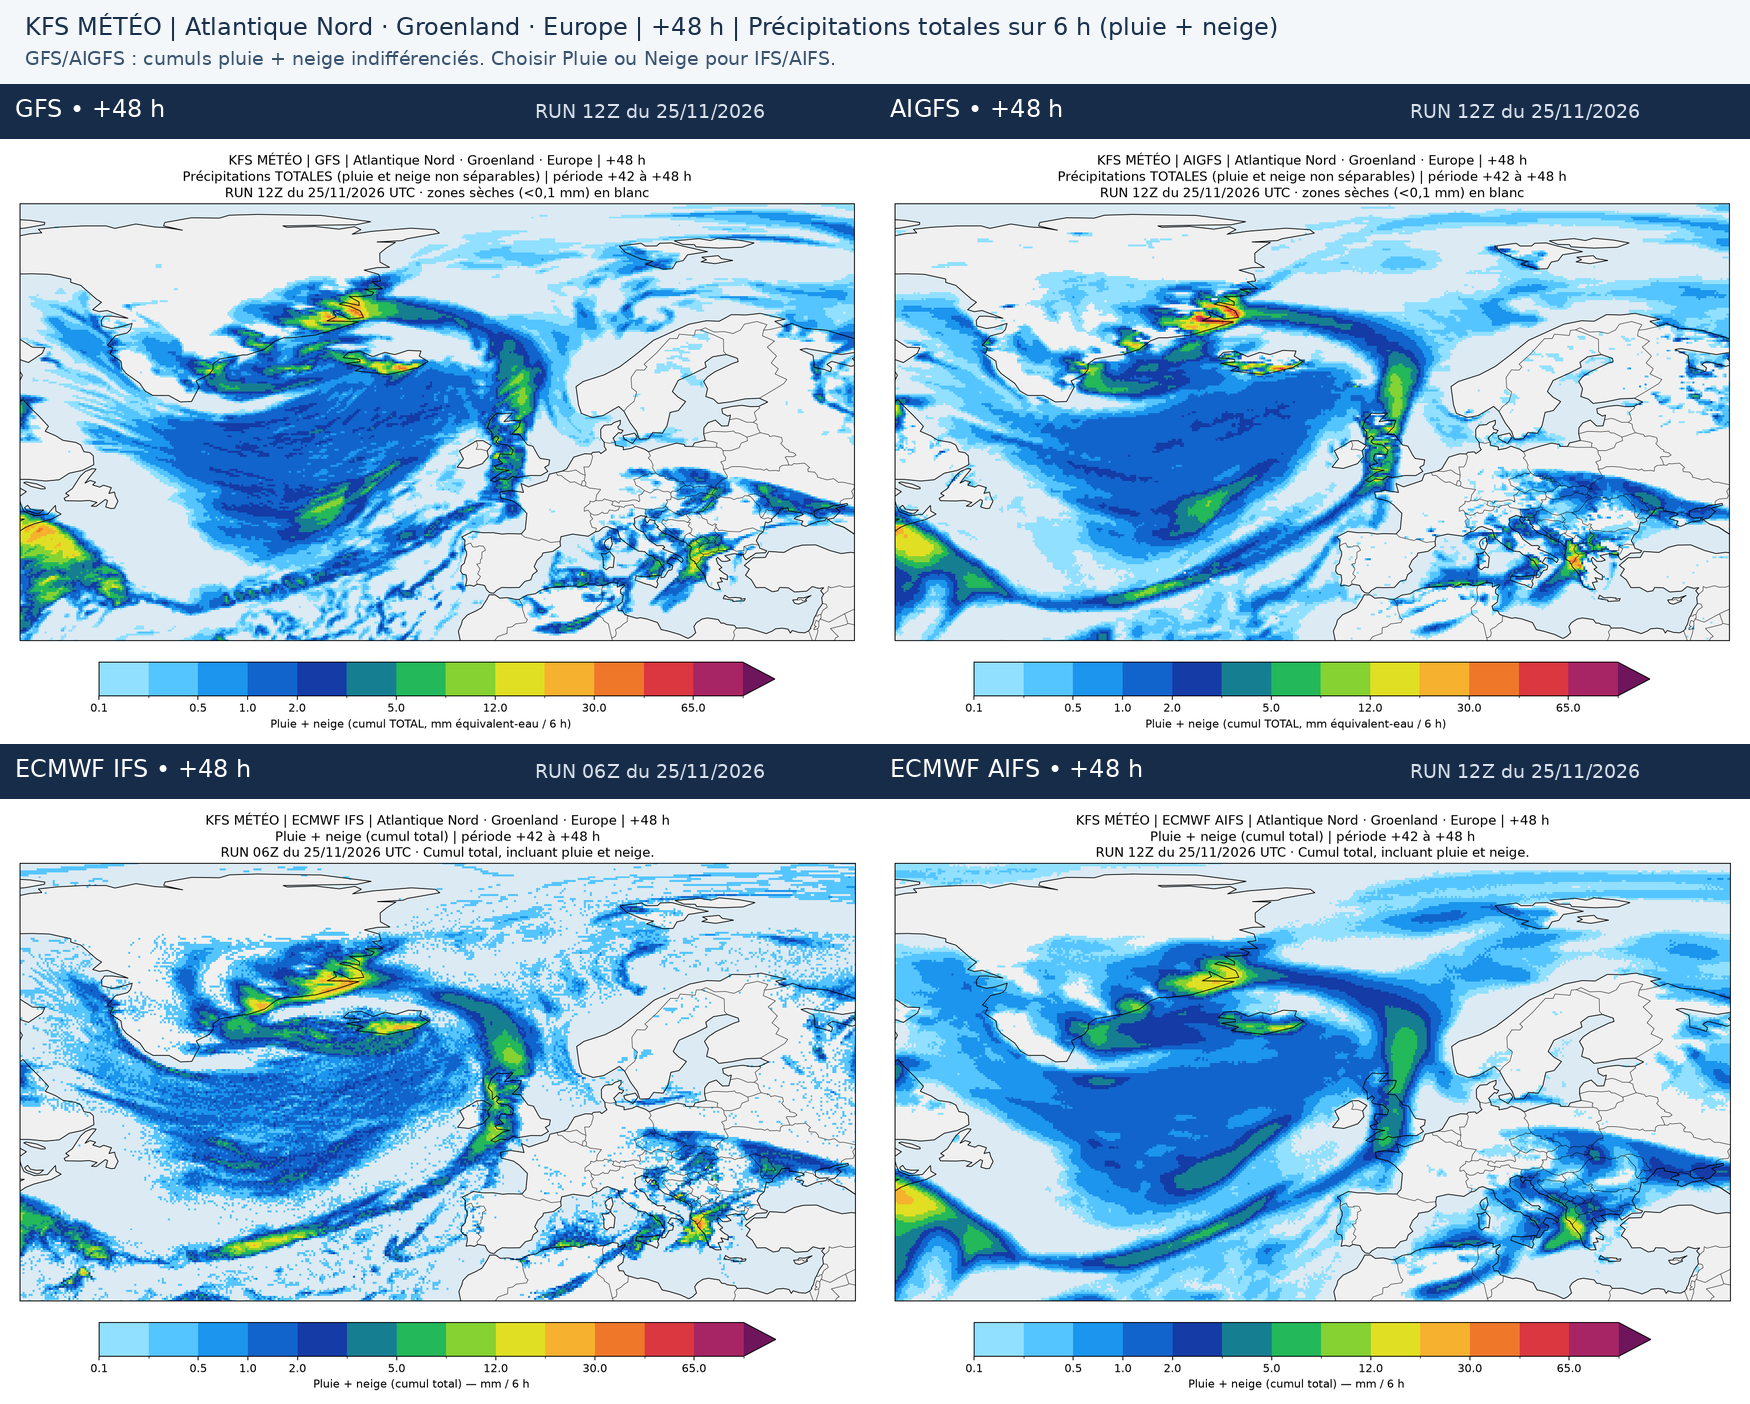 KFS MÉTÉO | Atlantique Nord · Groenland · Europe | +48 h | Précipitations totales sur 6 h (pluie + neige)
GFS/AIGFS : cumuls pluie + neige indifférenciés. Choisir Pluie ou Neige pour IFS/AIFS.
GFS • +48 h
RUN 12Z du 25/11/2026
KFS MÉTÉO | GFS | Atlantique Nord · Groenland · Europe | +48 h
Précipitations TOTALES (pluie et neige non séparables) | période +42 à +48 h
RUN 12Z du 25/11/2026 UTC · zones sèches (<0,1 mm) en blanc
0.1 0.5 1.0 2.0 5.0 12.0 30.0 65.0
Pluie + neige (cumul TOTAL, mm équivalent-eau / 6 h)
AIGFS • +48 h
RUN 12Z du 25/11/2026
KFS MÉTÉO | AIGFS | Atlantique Nord · Groenland · Europe | +48 h
Précipitations TOTALES (pluie et neige non séparables) | période +42 à +48 h
RUN 12Z du 25/11/2026 UTC · zones sèches (<0,1 mm) en blanc
0.1 0.5 1.0 2.0 5.0 12.0 30.0 65.0
Pluie + neige (cumul TOTAL, mm équivalent-eau / 6 h)
ECMWF IFS • +48 h
RUN 06Z du 25/11/2026
KFS MÉTÉO | ECMWF IFS | Atlantique Nord · Groenland · Europe | +48 h
Pluie + neige (cumul total) | période +42 à +48 h
RUN 06Z du 25/11/2026 UTC · Cumul total, incluant pluie et neige.
0.1 0.5 1.0 2.0 5.0 12.0 30.0 65.0
Pluie + neige (cumul total) — mm / 6 h
ECMWF AIFS • +48 h
RUN 12Z du 25/11/2026
KFS MÉTÉO | ECMWF AIFS | Atlantique Nord · Groenland · Europe | +48 h
Pluie + neige (cumul total) | période +42 à +48 h
RUN 12Z du 25/11/2026 UTC · Cumul total, incluant pluie et neige.
0.1 0.5 1.0 2.0 5.0 12.0 30.0 65.0
Pluie + neige (cumul total) — mm / 6 h